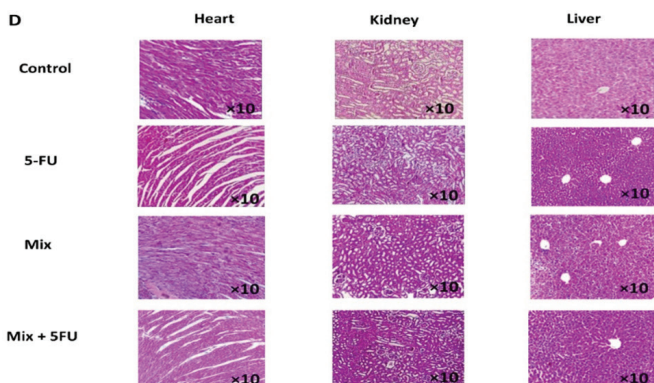 D
Heart Kidney Liver
Control
×10 ×10 ×10
5-FU
×10 ×10 ×10
Mix
×10 ×10 ×10
Mix + 5FU
×10 ×10 ×10